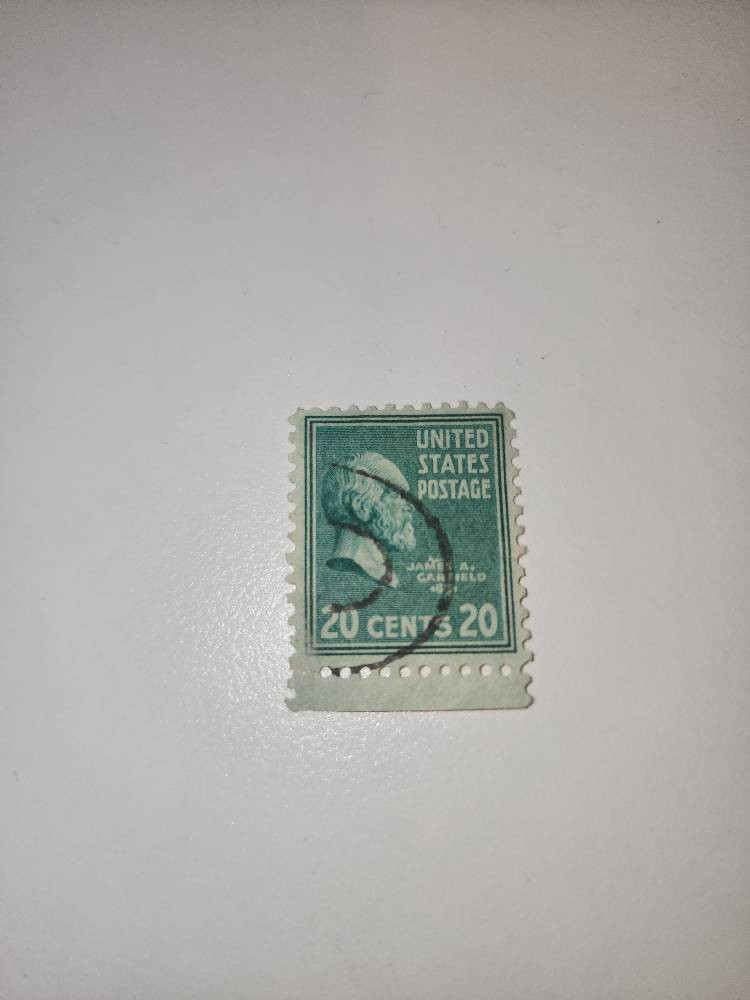 UNITED
STATES
POSTAGE
JAMES A.
GARFIELD
20 CENTS 20